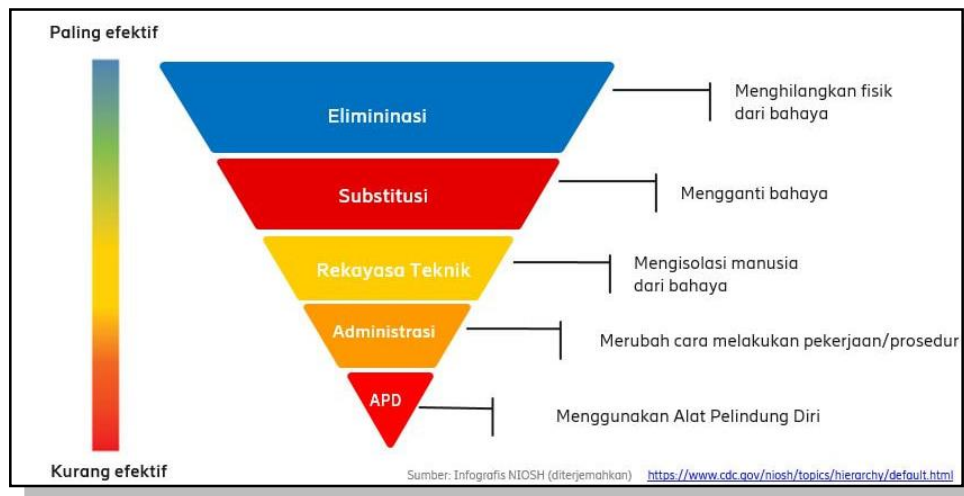 Paling efektif
Elimininasi
Menghilangkan fisik
dari bahaya
Substitusi
Mengganti bahaya
Rekayasa Teknik
Mengisolasi manusia
dari bahaya
Administrasi
Merubah cara melakukan pekerjaan/prosedur
APD
Menggunakan Alat Pelindung Diri
Kurang efektif
Sumber: Infografis NIOSH (diterjemahkan) https://www.cdc.gov/niosh/topics/hierarchy/default.html